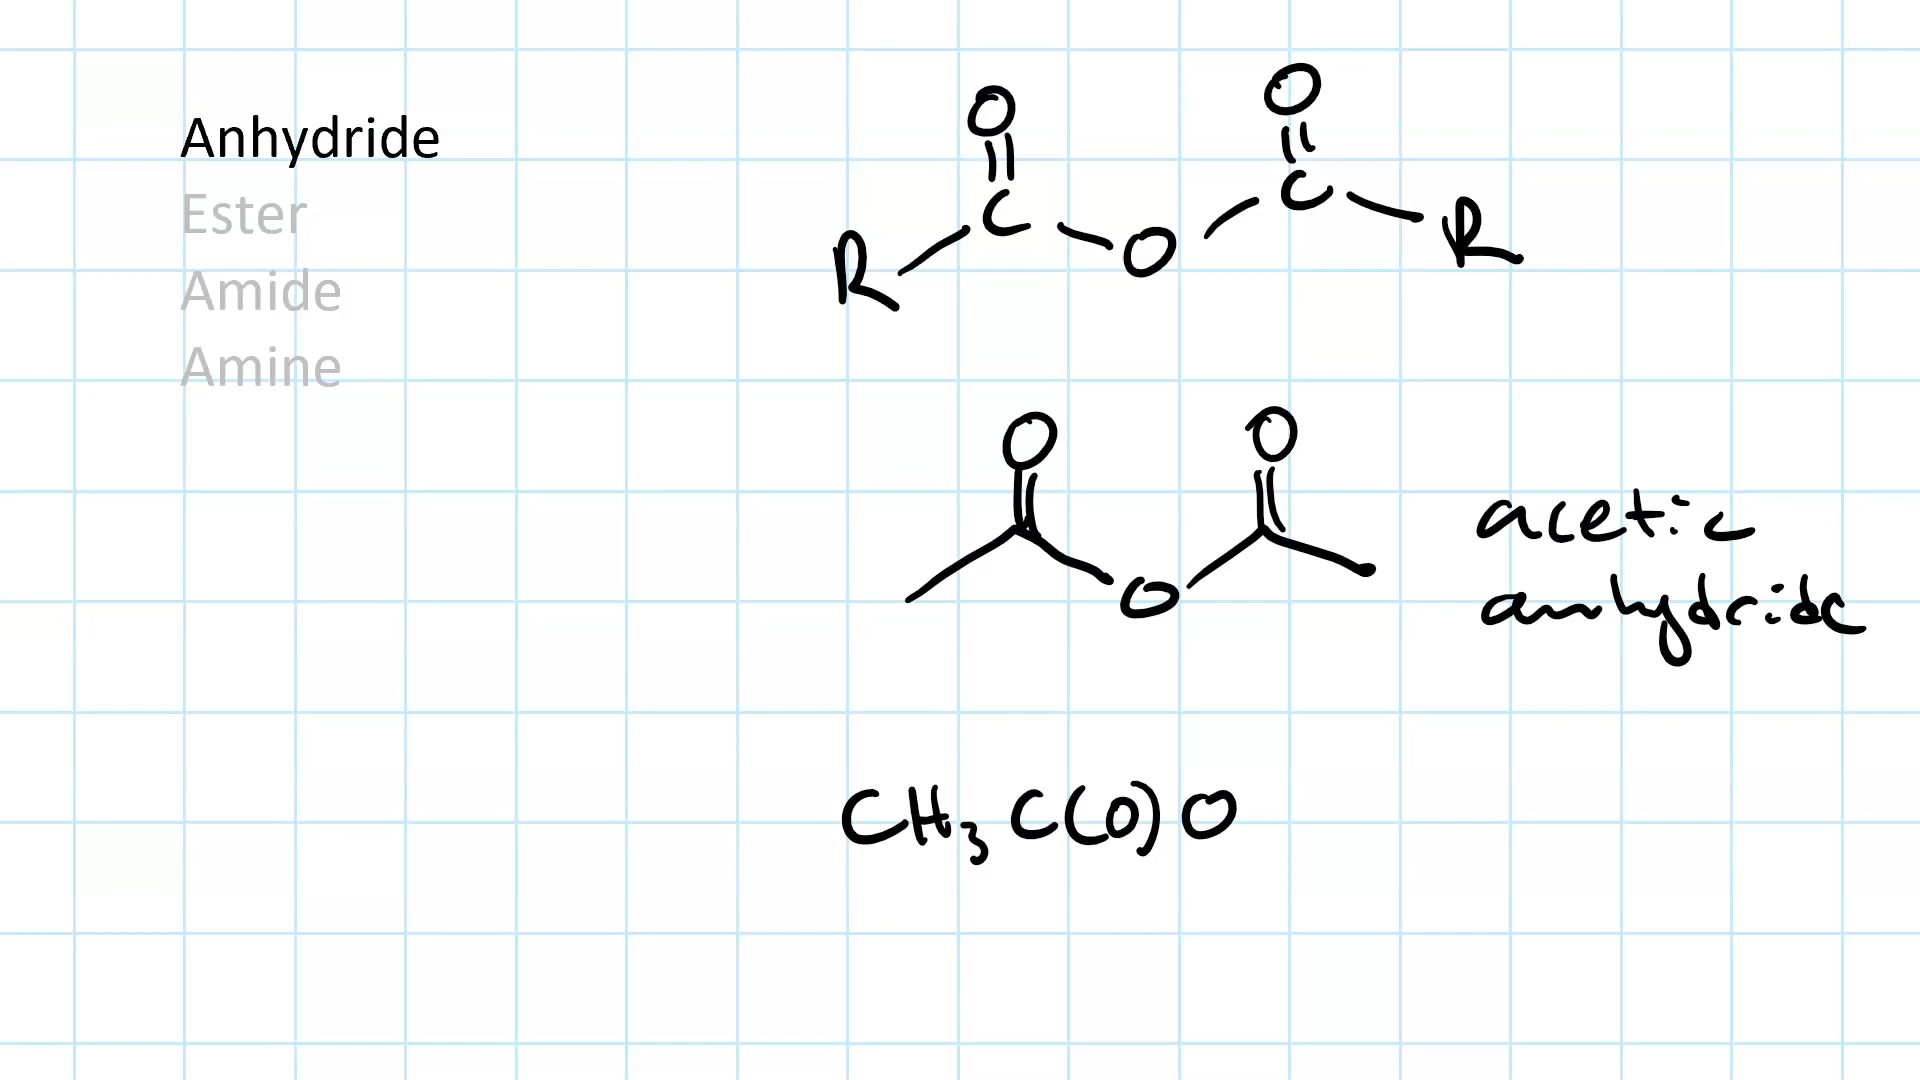 Anhydride
Ester
Amide
Amine
O O
C C
R O R
O O
O
acetic
anhydride
CH₃C(O)O